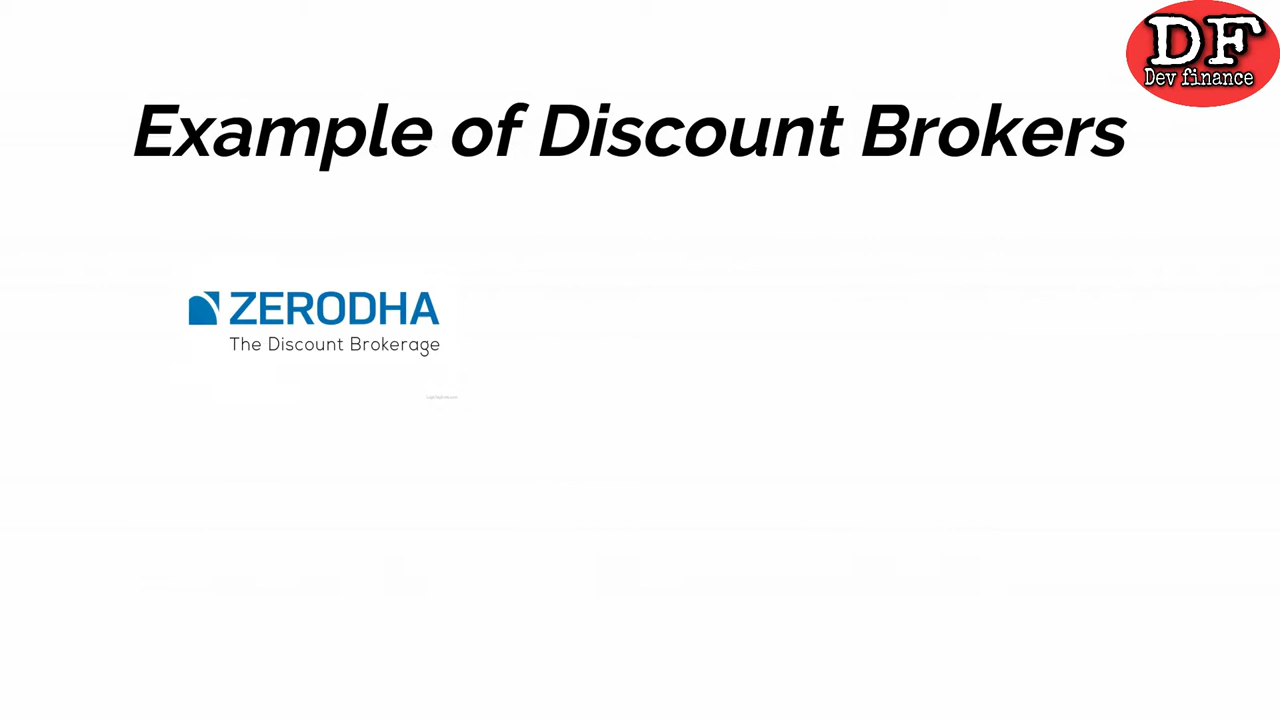 DF
Dev finance
Example of Discount Brokers
ZERODHA
The Discount Brokerage